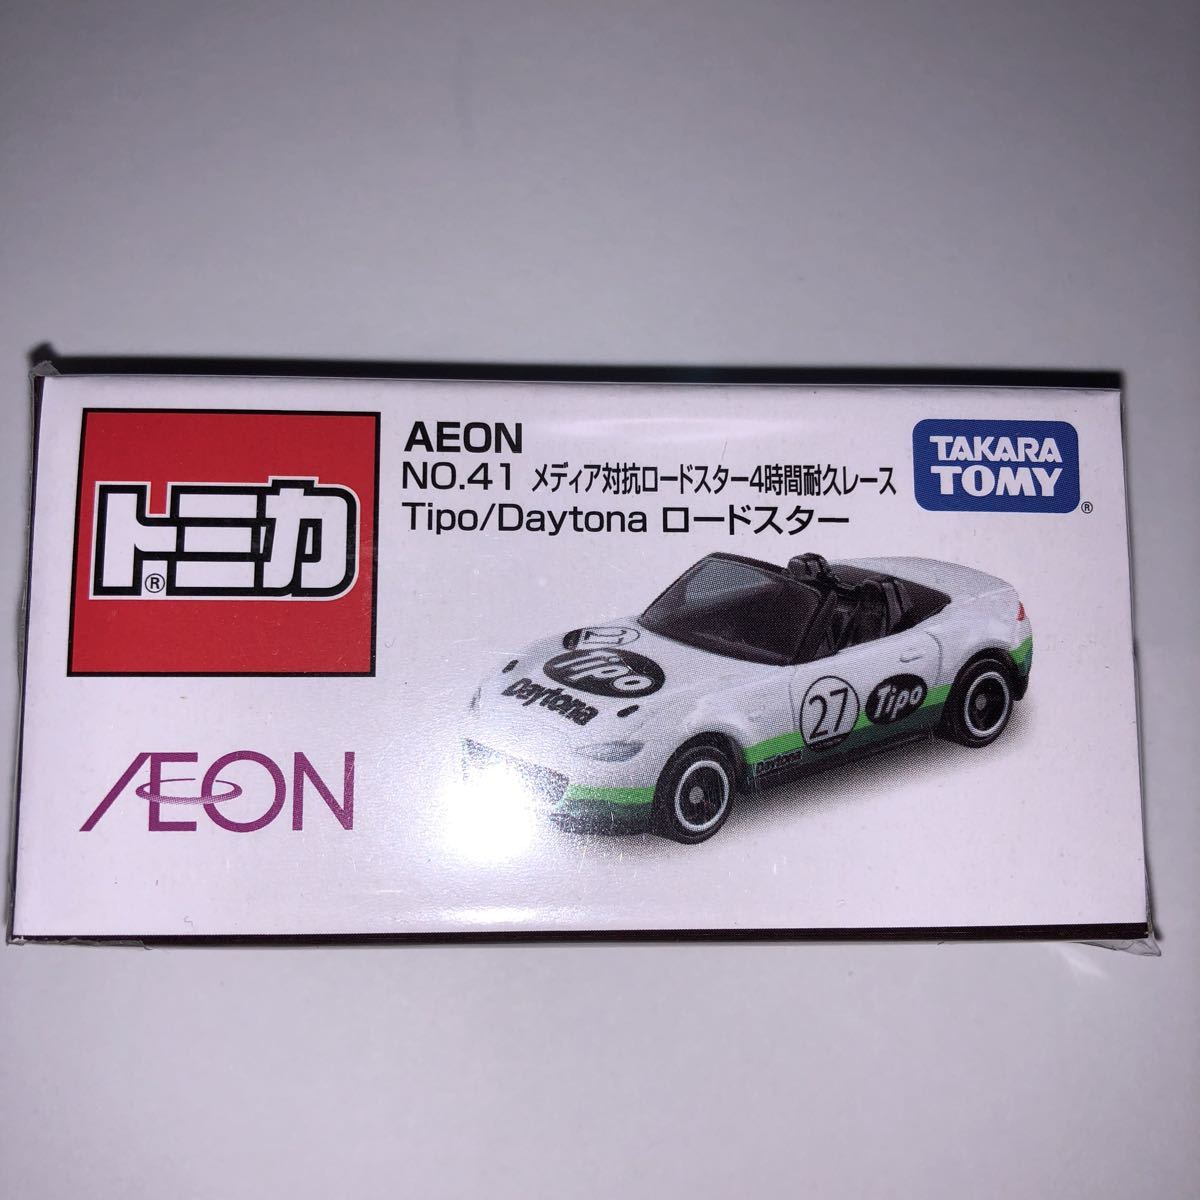 トミカ®
AEON
NO.41 メディア対抗ロードスター4時間耐久レース
Tipo/Daytona ロードスター
TAKARA
TOMY®
ÆON
27
Tipo
Daytona
27
Tipo
Daytona